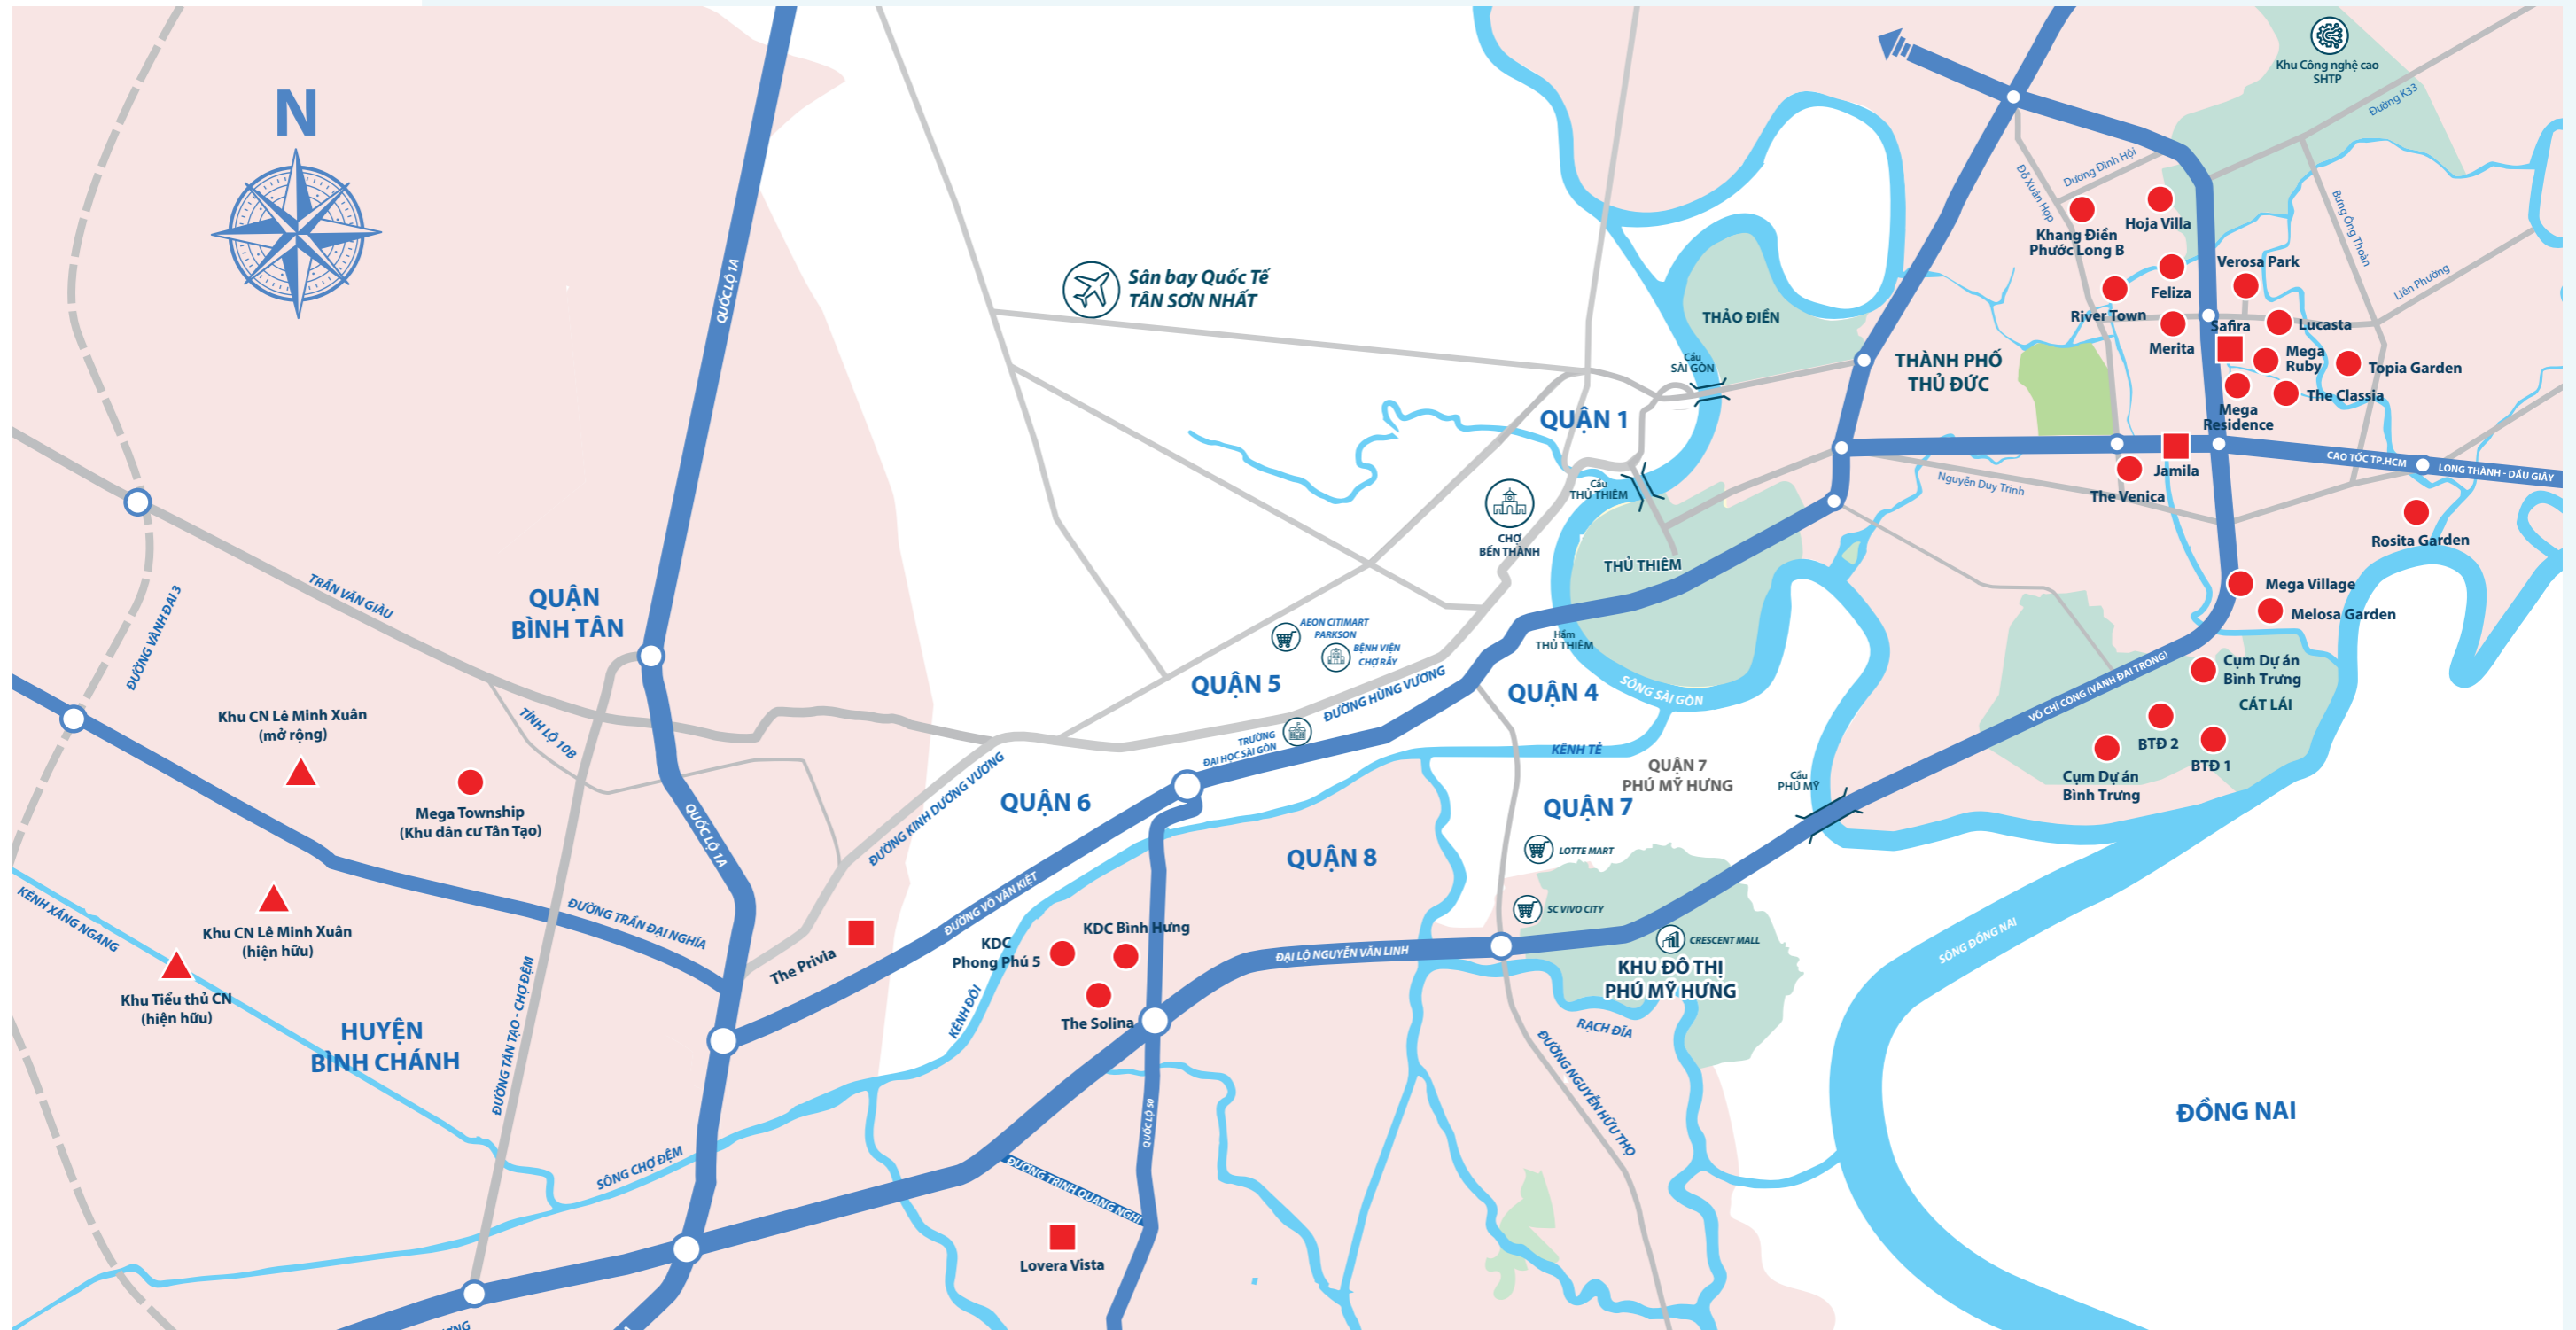 N
Khu Công nghệ cao
SHTP
Đường K33
Dương Đình Hội
Đỗ Xuân Hợp
Bưng Ông Thoàn
Liên Phường
Hoja Villa
Khang Điền
Phước Long B
Verosa Park
Feliza
River Town
Safira
Lucasta
Merita
Mega
Ruby
Topia Garden
The Classia
Mega
Residence
QUỐC LỘ 1A
Sân bay Quốc Tế
TÂN SƠN NHẤT
THẢO ĐIỀN
Cầu
SÀI GÒN
THÀNH PHỐ
THỦ ĐỨC
QUẬN 1
CAO TỐC TP.HCM
LONG THÀNH - DẦU GIÂY
Jamila
The Venica
Nguyễn Duy Trinh
Cầu
THỦ THIÊM
CHỢ
BẾN THÀNH
Rosita Garden
THỦ THIÊM
Mega Village
Melosa Garden
TRẦN VĂN GIÀU
ĐƯỜNG VÀNH ĐAI 3
QUẬN
BÌNH TÂN
AEON CITIMART
PARKSON
BỆNH VIỆN
CHỢ RẪY
Hầm
THỦ THIÊM
QUẬN 5
ĐƯỜNG HÙNG VƯƠNG
QUẬN 4
SÔNG SÀI GÒN
VÕ CHÍ CÔNG (VÀNH ĐAI TRONG)
Cụm Dự án
Bình Trưng
CÁT LÁI
BTĐ 2
BTĐ 1
Cụm Dự án
Bình Trưng
Khu CN Lê Minh Xuân
(mở rộng)
TỈNH LỘ 10B
TRƯỜNG
ĐẠI HỌC SÀI GÒN
KÊNH TẺ
QUẬN 7
PHÚ MỸ HƯNG
Cầu
PHÚ MỸ
Mega Township
(Khu dân cư Tân Tạo)
QUỐC LỘ 1A
ĐƯỜNG KINH DƯƠNG VƯƠNG
QUẬN 6
QUẬN 7
QUẬN 8
LOTTE MART
KÊNH XÁNG NGANG
Khu CN Lê Minh Xuân
(hiện hữu)
ĐƯỜNG TRẦN ĐẠI NGHĨA
ĐƯỜNG VÕ VĂN KIỆT
SC VIVO CITY
KDC
Phong Phú 5
KDC Bình Hưng
ĐẠI LỘ NGUYỄN VĂN LINH
CRESCENT MALL
KHU ĐÔ THỊ
PHÚ MỸ HƯNG
SÔNG ĐỒNG NAI
The Privia
Khu Tiểu thủ CN
(hiện hữu)
KÊNH ĐÔI
The Solina
RẠCH ĐĨA
HUYỆN
BÌNH CHÁNH
ĐƯỜNG TÂN TẠO - CHỢ ĐỆM
ĐƯỜNG NGUYỄN HỮU THỌ
ĐỒNG NAI
QUỐC LỘ 50
SÔNG CHỢ ĐỆM
ĐƯỜNG TRỊNH QUANG NGHỊ
Lovera Vista